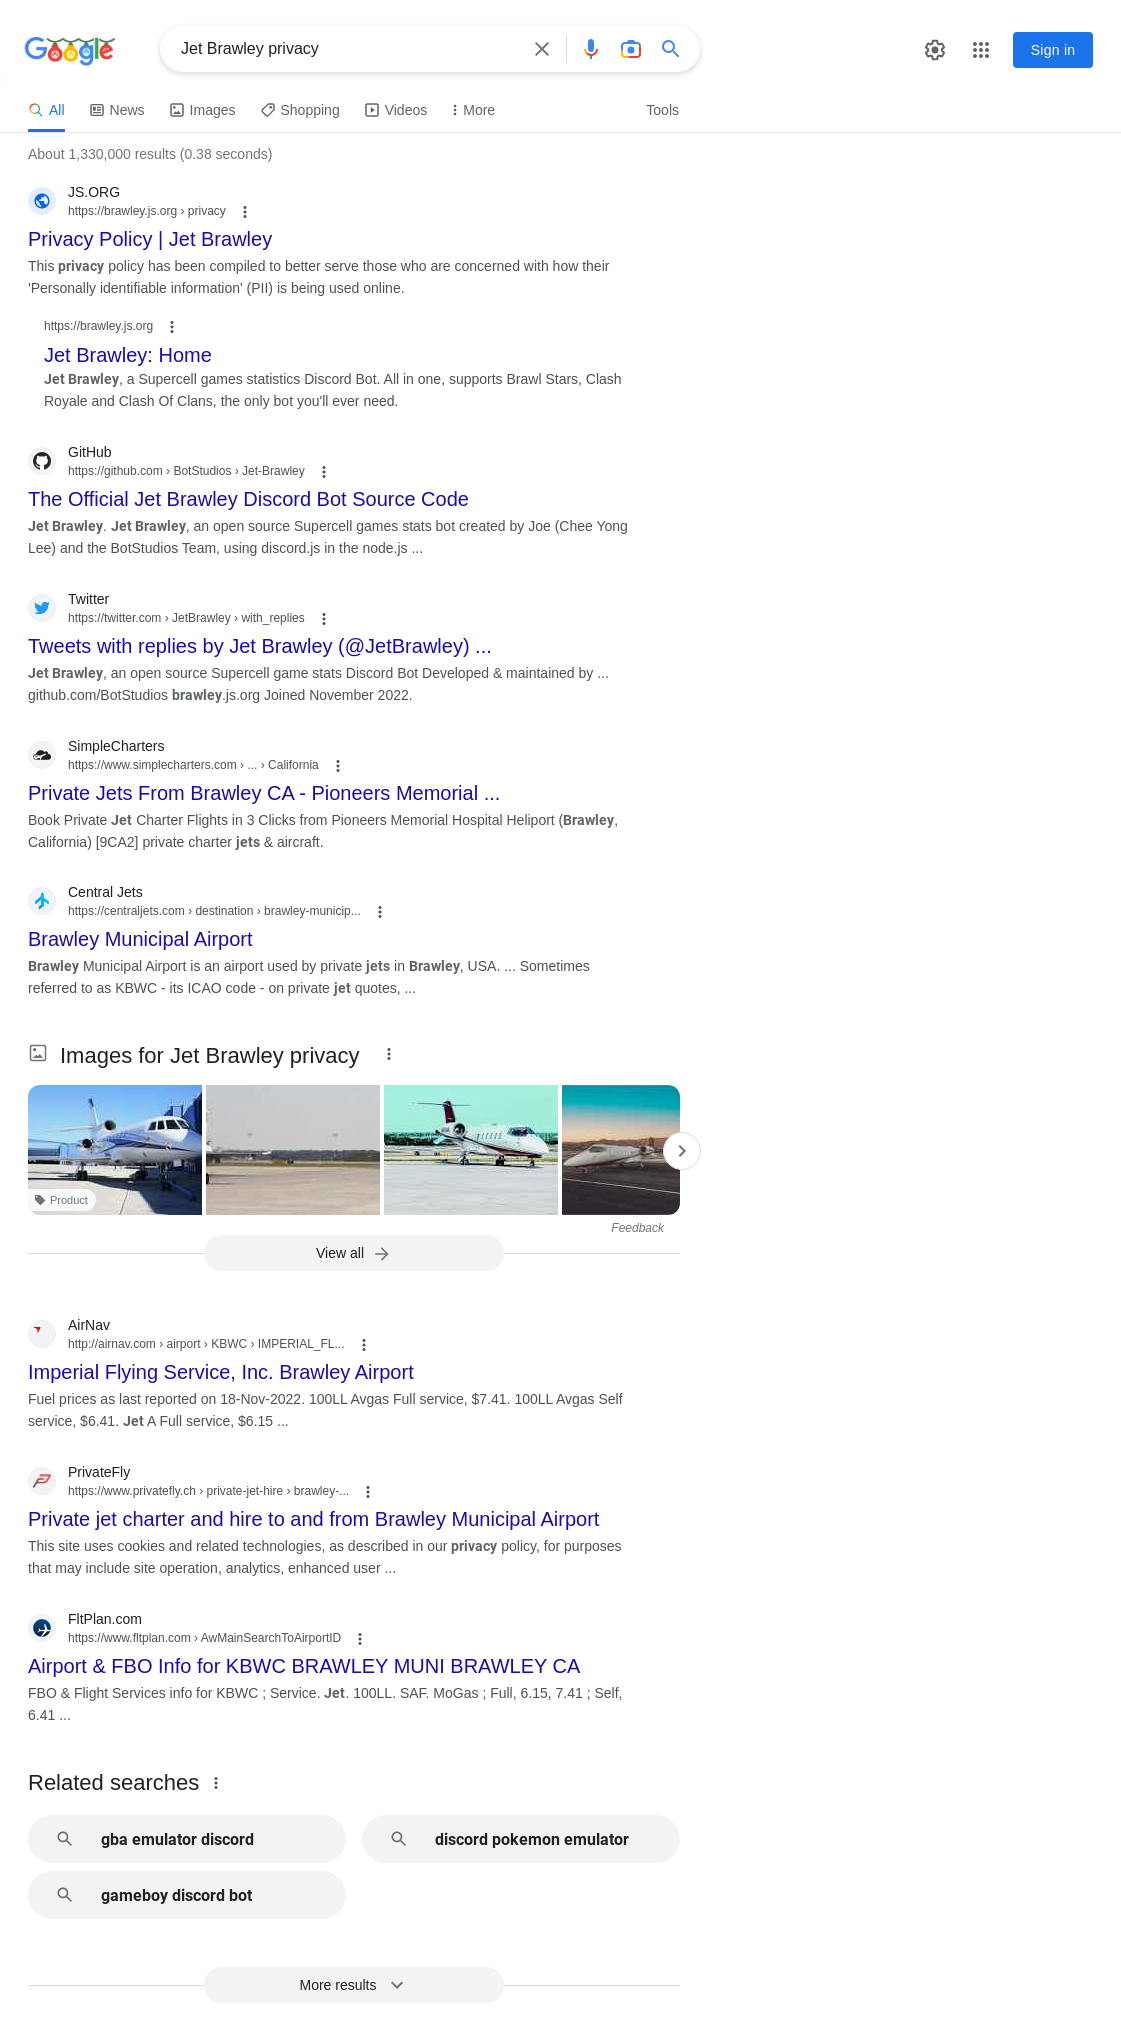 Google
Jet Brawley privacy
Sign in
All
News
Images
Shopping
Videos
More
Tools
About 1,330,000 results (0.38 seconds)
JS.ORG
https://brawley.js.org › privacy
Privacy Policy | Jet Brawley
This privacy policy has been compiled to better serve those who are concerned with how their
'Personally identifiable information' (PII) is being used online.
https://brawley.js.org
Jet Brawley: Home
Jet Brawley, a Supercell games statistics Discord Bot. All in one, supports Brawl Stars, Clash
Royale and Clash Of Clans, the only bot you'll ever need.
GitHub
https://github.com › BotStudios › Jet-Brawley
The Official Jet Brawley Discord Bot Source Code
Jet Brawley. Jet Brawley, an open source Supercell games stats bot created by Joe (Chee Yong
Lee) and the BotStudios Team, using discord.js in the node.js ...
Twitter
https://twitter.com › JetBrawley › with_replies
Tweets with replies by Jet Brawley (@JetBrawley) ...
Jet Brawley, an open source Supercell game stats Discord Bot Developed & maintained by ...
github.com/BotStudios brawley.js.org Joined November 2022.
SimpleCharters
https://www.simplecharters.com › ... › California
Private Jets From Brawley CA - Pioneers Memorial ...
Book Private Jet Charter Flights in 3 Clicks from Pioneers Memorial Hospital Heliport (Brawley,
California) [9CA2] private charter jets & aircraft.
Central Jets
https://centraljets.com › destination › brawley-municip...
Brawley Municipal Airport
Brawley Municipal Airport is an airport used by private jets in Brawley, USA. ... Sometimes
referred to as KBWC - its ICAO code - on private jet quotes, ...
Images for Jet Brawley privacy
Product
Feedback
View all
AirNav
http://airnav.com › airport › KBWC › IMPERIAL_FL...
Imperial Flying Service, Inc. Brawley Airport
Fuel prices as last reported on 18-Nov-2022. 100LL Avgas Full service, $7.41. 100LL Avgas Self
service, $6.41. Jet A Full service, $6.15 ...
PrivateFly
https://www.privatefly.ch › private-jet-hire › brawley-...
Private jet charter and hire to and from Brawley Municipal Airport
This site uses cookies and related technologies, as described in our privacy policy, for purposes
that may include site operation, analytics, enhanced user ...
FltPlan.com
https://www.fltplan.com › AwMainSearchToAirportID
Airport & FBO Info for KBWC BRAWLEY MUNI BRAWLEY CA
FBO & Flight Services info for KBWC ; Service. Jet. 100LL. SAF. MoGas ; Full, 6.15, 7.41 ; Self,
6.41 ...
Related searches
gba emulator discord
discord pokemon emulator
gameboy discord bot
More results